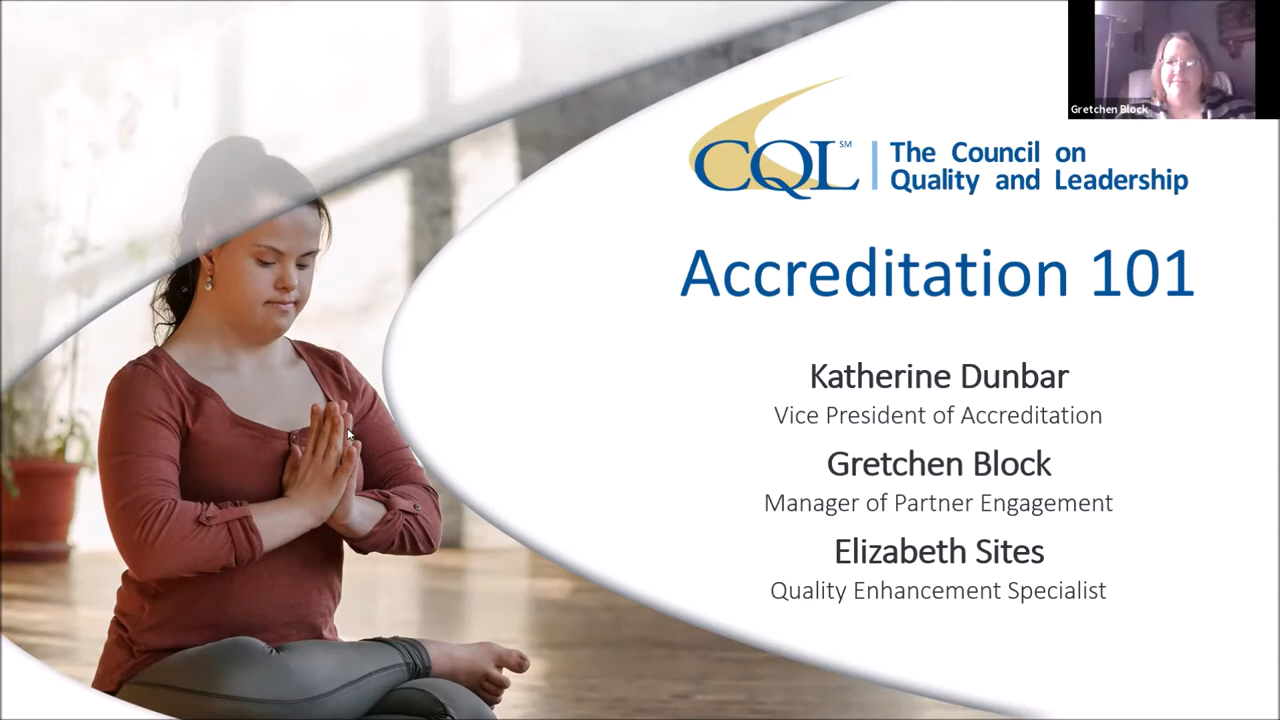 Gretchen Block
CQL SM
The Council on
Quality and Leadership
Accreditation 101
Katherine Dunbar
Vice President of Accreditation
Gretchen Block
Manager of Partner Engagement
Elizabeth Sites
Quality Enhancement Specialist